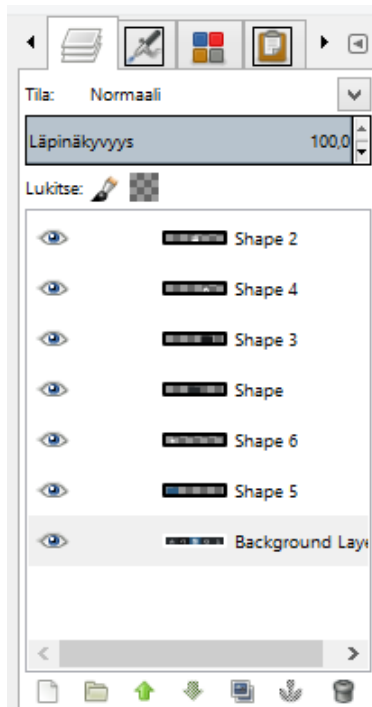 Tila: Normaali
Läpinäkyvyys 100,0
Lukitse:
Shape 2
Shape 4
Shape 3
Shape
Shape 6
Shape 5
Background Laye